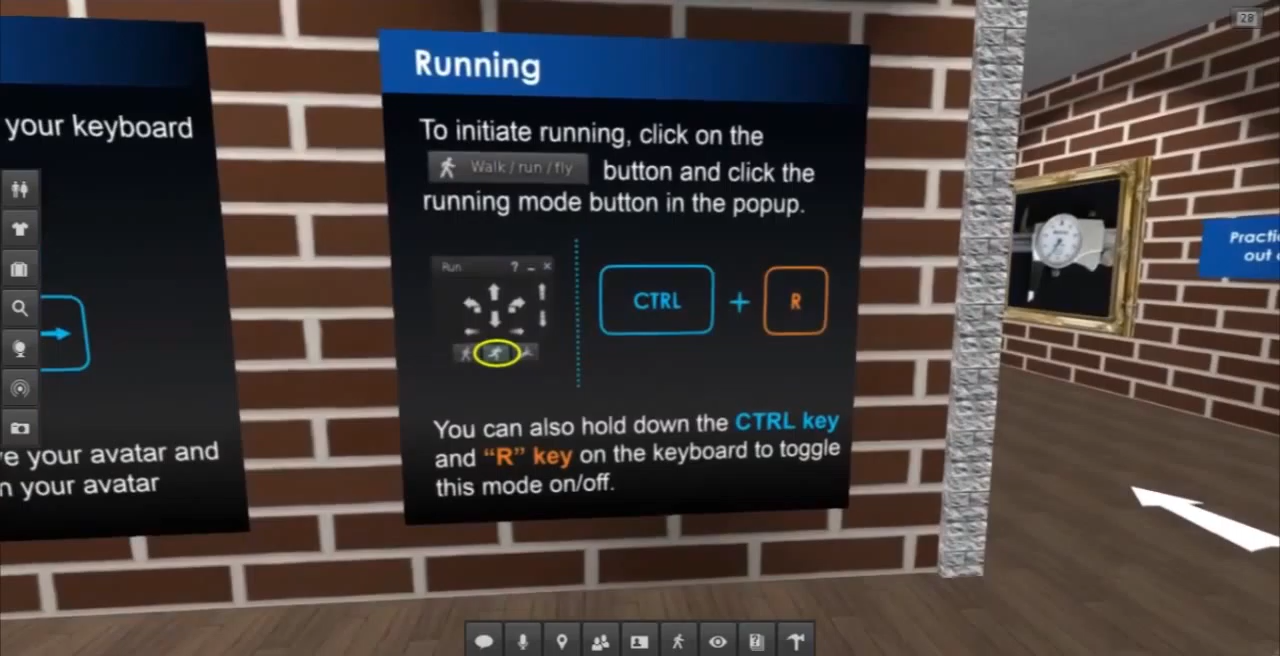 your keyboard
e your avatar and
n your avatar
Running
To initiate running, click on the
Walk / run / fly button and click the
running mode button in the popup.
Run ? _ ×
CTRL + R
You can also hold down the CTRL key
and “R” key on the keyboard to toggle
this mode on/off.
28
Practi
out